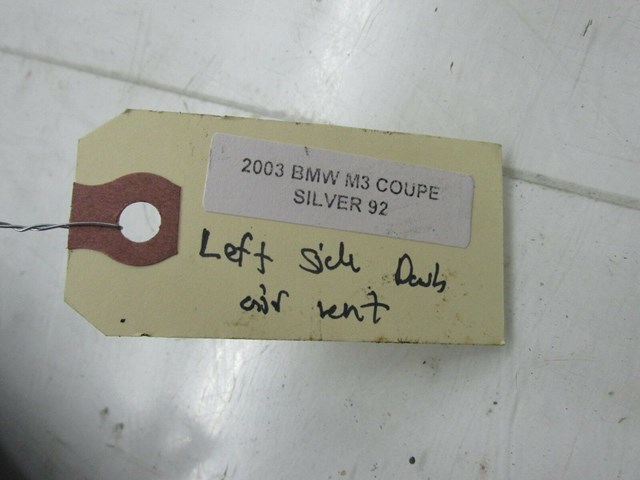 2003 BMW M3 COUPE
SILVER 92
Left side Dash
air vent